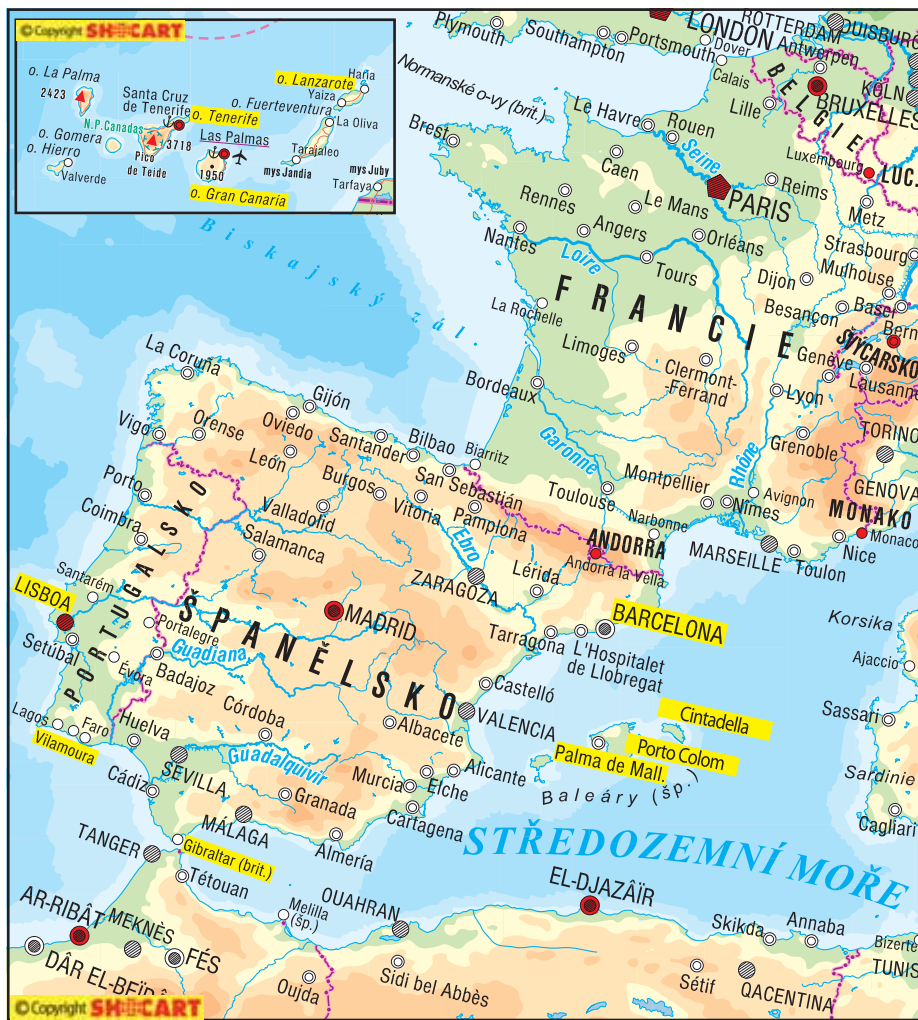 © Copyright SHOCART
o. La Palma
2423
Santa Cruz
de Tenerife
o. Tenerife
N.P. Canadas
3718
Pico
de Teide
o. Gomera
o. Hierro
Valverde
Las Palmas
1950
o. Gran Canaria
o. Lanzarote
Haria
Yaiza
o. Fuerteventura
La Oliva
Tarajalejo
mys Jandia
mys Juby
Tarfaya
Plymouth
Southampton
Portsmouth
LONDON
Dover
ROTTERDAM
DUISBURG
Antwerpen
Calais
BELGIE
KÖLN
BRUXELLES
Lille
Normanské o-vy (brit.)
Le Havre
Rouen
Seine
Luxembourg
LUC.
Brest
Caen
Reims
PARIS
Metz
Rennes
Le Mans
Strasbourg
Nantes
Angers
Orléans
Mulhouse
Loire
Tours
Dijon
Biskajský zál.
FRANCIE
Besançon
Basel
Bern
La Rochelle
ŠVÝCARSKO
Limoges
Clermont-
Ferrand
Genève
Lausanne
La Coruña
Bordeaux
Lyon
Gijón
Oviedo
Santander
Bilbao
Biarritz
Garonne
Rhône
Grenoble
TORINO
Vigo
Orense
León
Burgos
San Sebastián
Vitoria
Pamplona
Toulouse
Montpellier
Avignon
Nîmes
GENOVA
MONAKO
Monaco
Porto
Valladolid
Narbonne
Coimbra
Salamanca
Ebro
ANDORRA
Andorra la Vella
MARSEILLE
Toulon
Nice
ZARAGOZA
Lérida
Santarém
LISBOA
PORTUGALSKO
ŠPANĚLSKO
MADRID
BARCELONA
Korsika
Portalegre
Tarragona
L'Hospitalet
de Llobregat
Setúbal
Guadiana
Évora
Badajoz
Ajaccio
Castelló
Córdoba
Albacete
VALENCIA
Cintadella
Sassari
Lagos
Faro
Huelva
Vilamoura
Guadalquivir
Porto Colom
Palma de Mall.
Cádiz
SEVILLA
Murcia
Elche
Alicante
Baleáry (šp.)
Sardinie
Granada
Cartagena
Cagliari
MÁLAGA
Almería
TANGER
Gibraltar (brit.)
STŘEDOZEMNÍ MOŘE
Tétouan
EL-DJAZÂÏR
AR-RIBÂT
MEKNÈS
Melilla
(šp.)
OUAHRAN
Skikda
Annaba
FÉS
Bizerte
TUNIS
Oujda
Sidi bel Abbès
Sétif
QACENTINA
© Copyright SHOCART